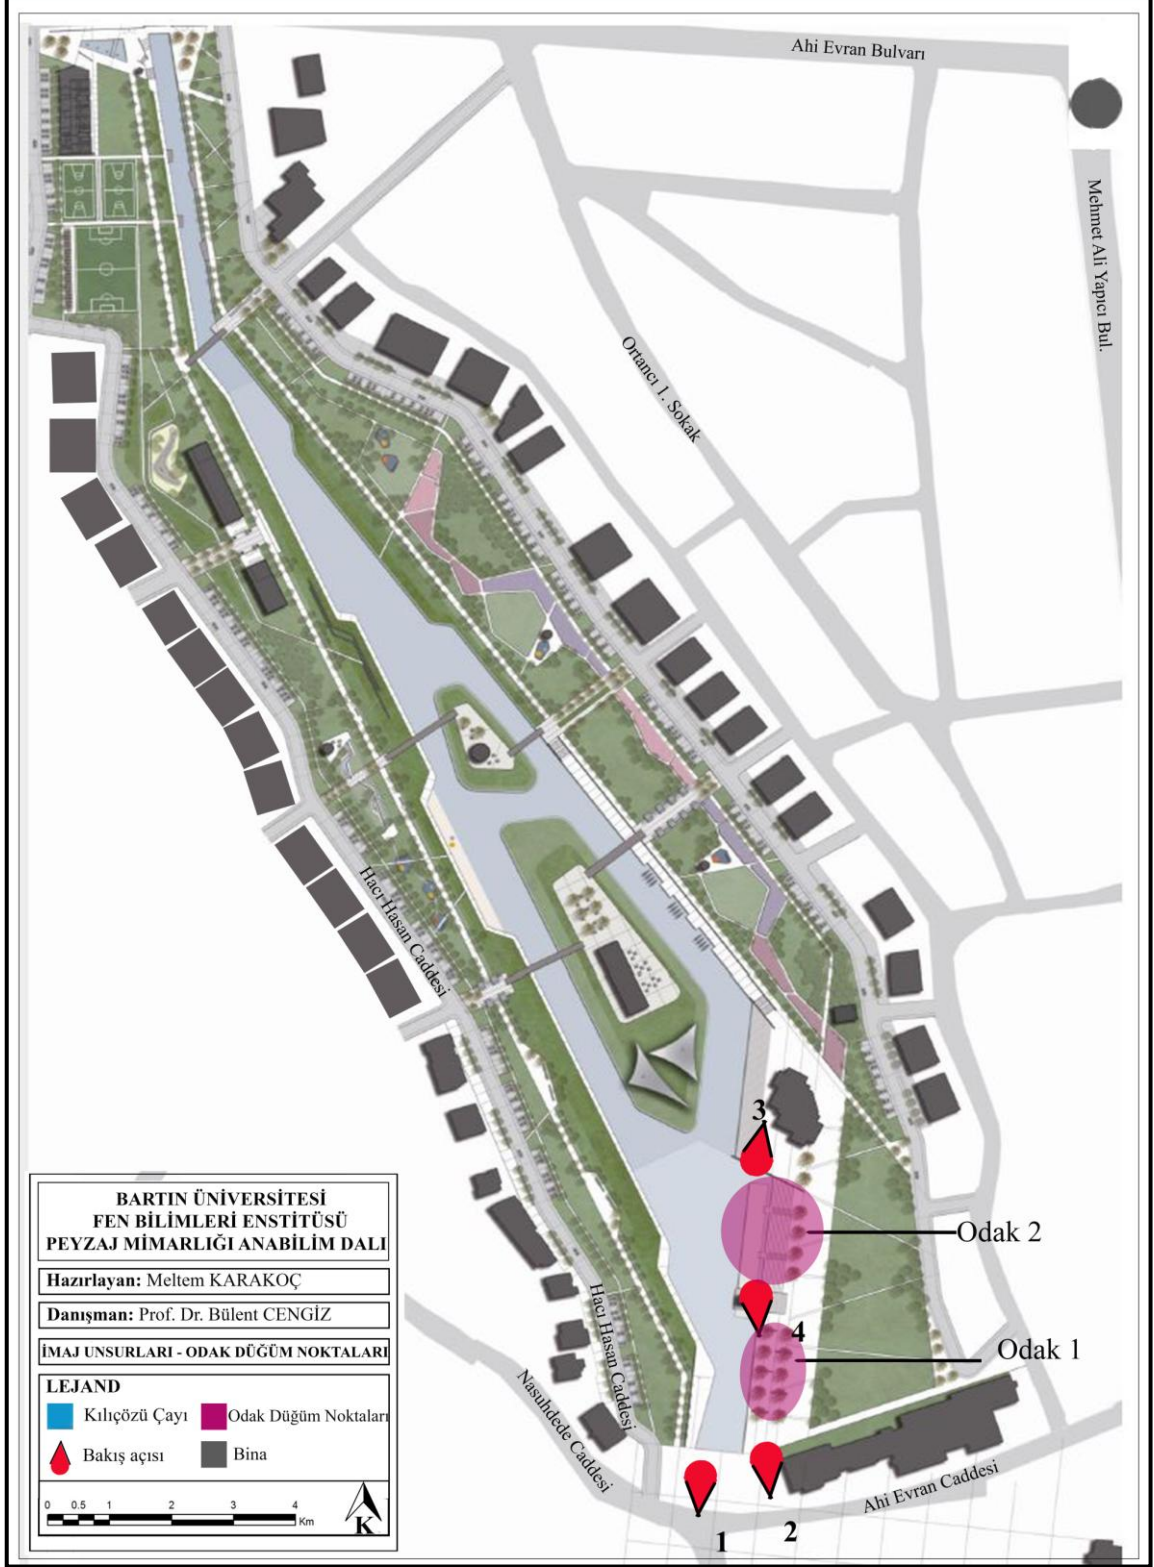 Ahi Evran Bulvarı
Mehmet Ali Yapıcı Bul.
Ortancı 1. Sokak
Hacı Hasan Caddesi
3
Odak 2
4
Odak 1
Hacı Hasan Caddesi
Nasuhdede Caddesi
Ahi Evran Caddesi
1
2
BARTIN ÜNİVERSİTESİ
FEN BİLİMLERİ ENSTİTÜSÜ
PEYZAJ MİMARLIĞI ANABİLİM DALI
Hazırlayan: Meltem KARAKOÇ
Danışman: Prof. Dr. Bülent CENGİZ
İMAJ UNSURLARI - ODAK DÜĞÜM NOKTALARI
LEJAND
Kılıçözü Çayı
Odak Düğüm Noktaları
Bakış açısı
Bina
0 0.5 1 2 3 4
Km
K